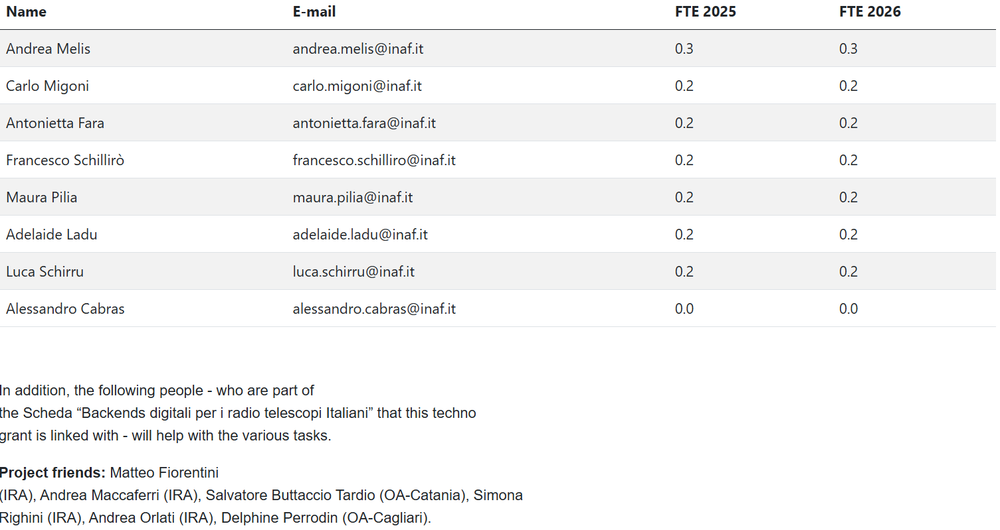 Name E-mail FTE 2025 FTE 2026
Andrea Melis andrea.melis@inaf.it 0.3 0.3
Carlo Migoni carlo.migoni@inaf.it 0.2 0.2
Antonietta Fara antonietta.fara@inaf.it 0.2 0.2
Francesco Schillirò francesco.schilliro@inaf.it 0.2 0.2
Maura Pilia maura.pilia@inaf.it 0.2 0.2
Adelaide Ladu adelaide.ladu@inaf.it 0.2 0.2
Luca Schirru luca.schirru@inaf.it 0.2 0.2
Alessandro Cabras alessandro.cabras@inaf.it 0.0 0.0
In addition, the following people - who are part of
the Scheda “Backends digitali per i radio telescopi Italiani” that this techno
grant is linked with - will help with the various tasks.
Project friends: Matteo Fiorentini
(IRA), Andrea Maccaferri (IRA), Salvatore Buttaccio Tardio (OA-Catania), Simona
Righini (IRA), Andrea Orlati (IRA), Delphine Perrodin (OA-Cagliari).